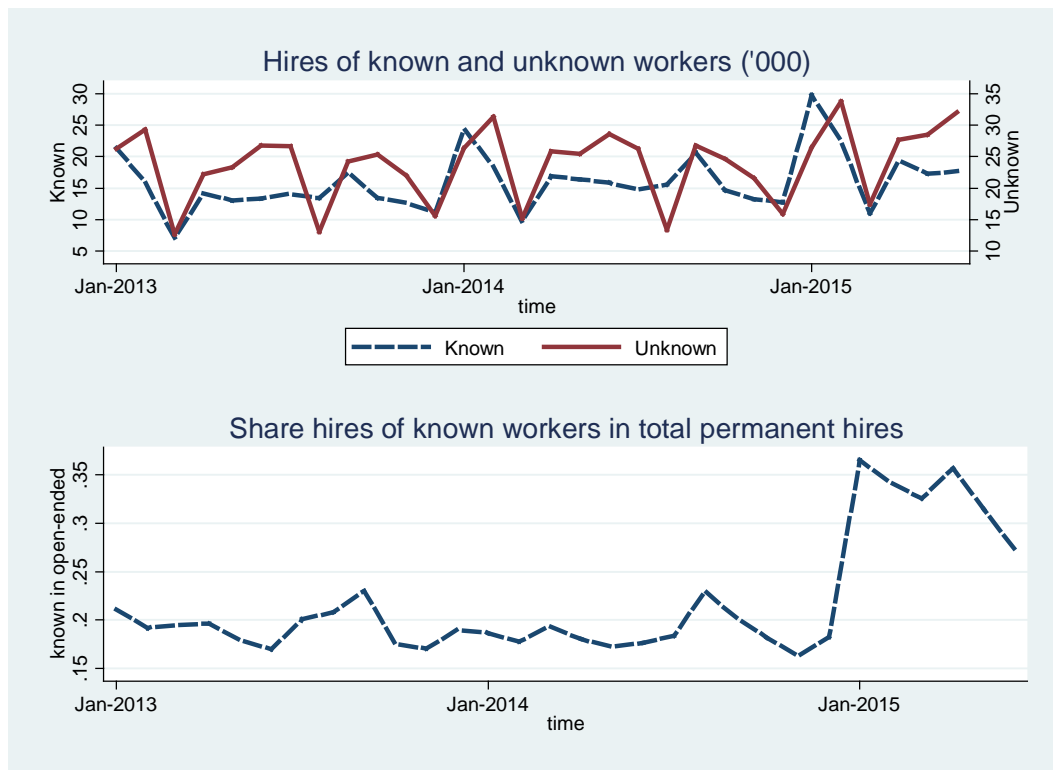 Hires of known and unknown workers ('000)
Known
30
25
20
15
10
5
35
30
25
20
15
10
Unknown
Jan-2013
Jan-2014
Jan-2015
time
Known
Unknown
Share hires of known workers in total permanent hires
known in open-ended
.35
.3
.25
.2
.15
Jan-2013
Jan-2014
Jan-2015
time